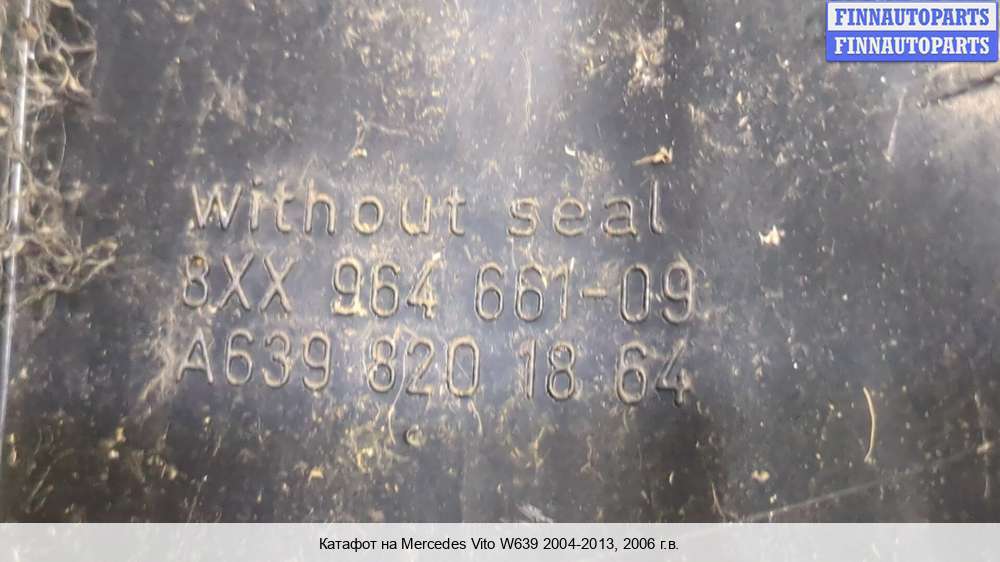 FINNAUTOPARTS
FINNAUTOPARTS
without seal
8XX 964 661-09
A639 820 18 64
Катафот на Mercedes Vito W639 2004-2013, 2006 г.в.